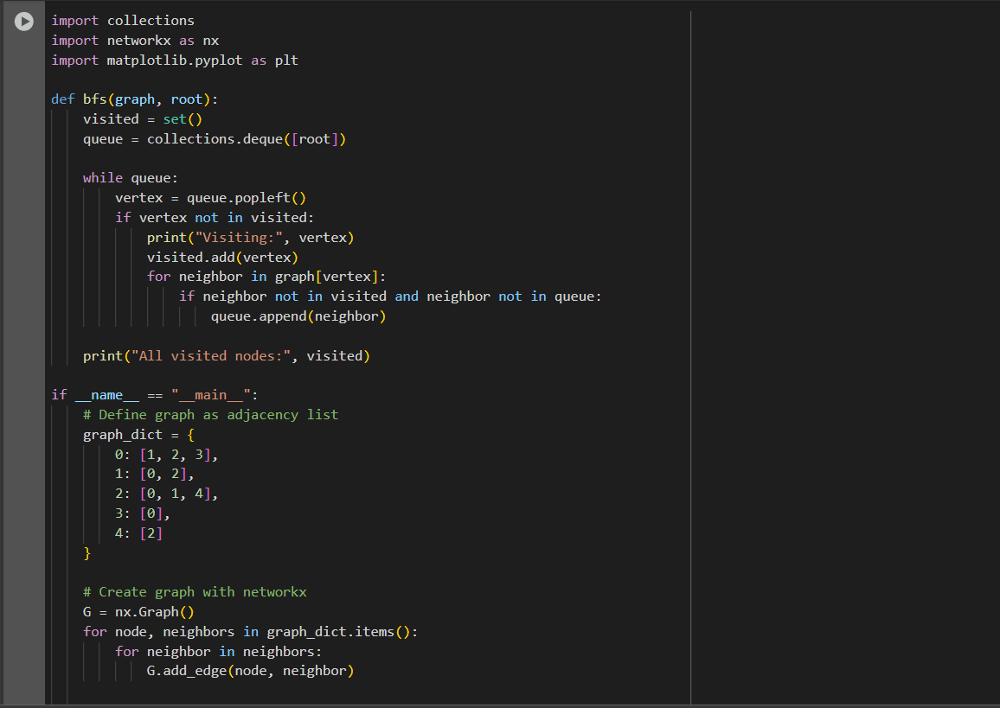 import collections
import networkx as nx
import matplotlib.pyplot as plt

def bfs(graph, root):
    visited = set()
    queue = collections.deque([root])

    while queue:
        vertex = queue.popleft()
        if vertex not in visited:
            print("Visiting:", vertex)
            visited.add(vertex)
            for neighbor in graph[vertex]:
                if neighbor not in visited and neighbor not in queue:
                    queue.append(neighbor)

    print("All visited nodes:", visited)

if __name__ == "__main__":
    # Define graph as adjacency list
    graph_dict = {
        0: [1, 2, 3],
        1: [0, 2],
        2: [0, 1, 4],
        3: [0],
        4: [2]
    }

    # Create graph with networkx
    G = nx.Graph()
    for node, neighbors in graph_dict.items():
        for neighbor in neighbors:
            G.add_edge(node, neighbor)